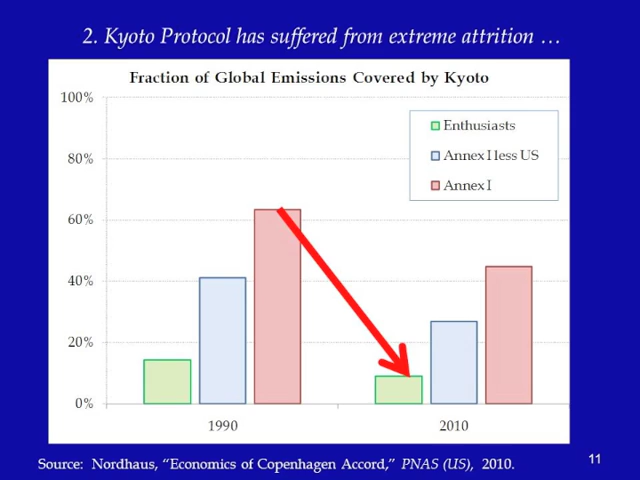 2. Kyoto Protocol has suffered from extreme attrition …
Fraction of Global Emissions Covered by Kyoto
100%
80%
60%
40%
20%
0%
Enthusiasts
Annex I less US
Annex I
1990
2010
Source: Nordhaus, “Economics of Copenhagen Accord,” PNAS (US), 2010.
11